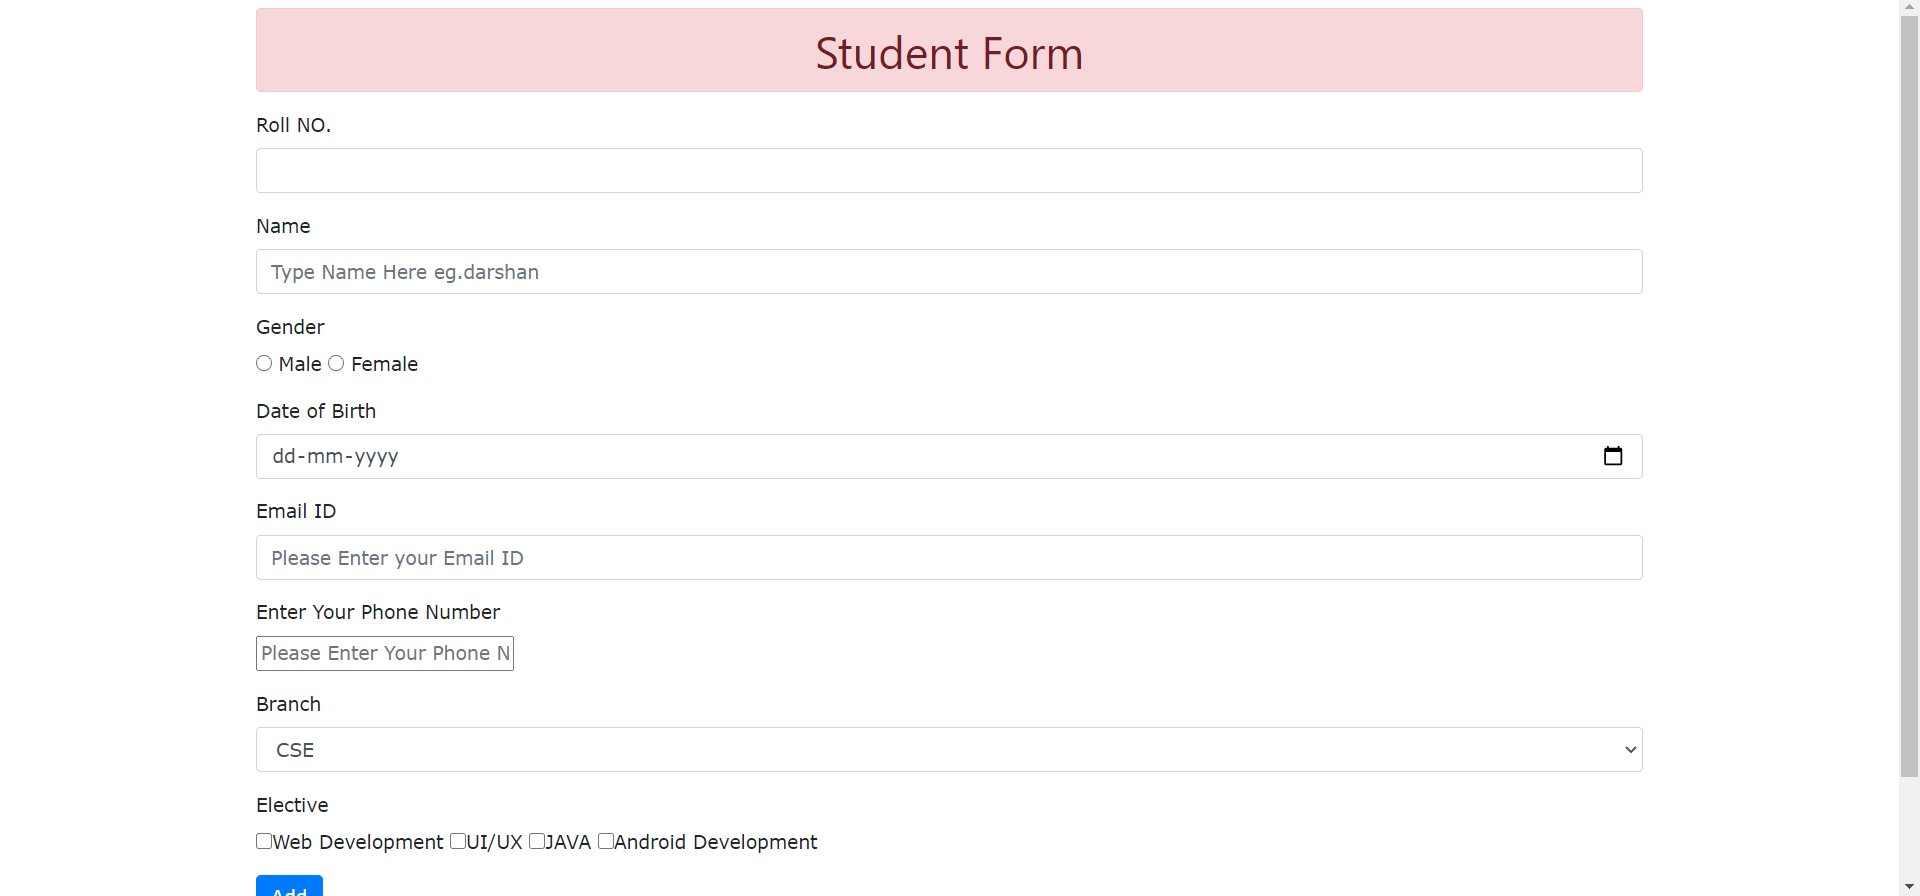 Student Form
Roll NO.
Name
Type Name Here eg.darshan
Gender
Male Female
Date of Birth
dd-mm-yyyy
Email ID
Please Enter your Email ID
Enter Your Phone Number
Please Enter Your Phone N
Branch
CSE
Elective
Web Development UI/UX JAVA Android Development
Add